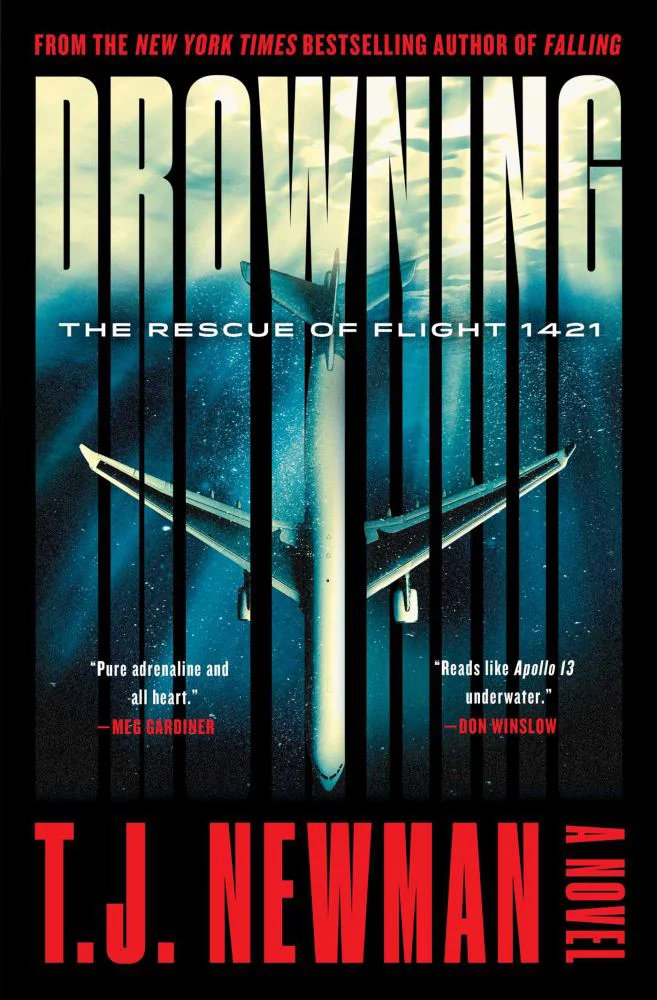 FROM THE NEW YORK TIMES BESTSELLING AUTHOR OF FALLING
DROWNING
THE RESCUE OF FLIGHT 1421
“Pure adrenaline and
all heart.”
—MEG GARDINER
“Reads like Apollo 13
underwater.”
—DON WINSLOW
T.J. NEWMAN
A NOVEL